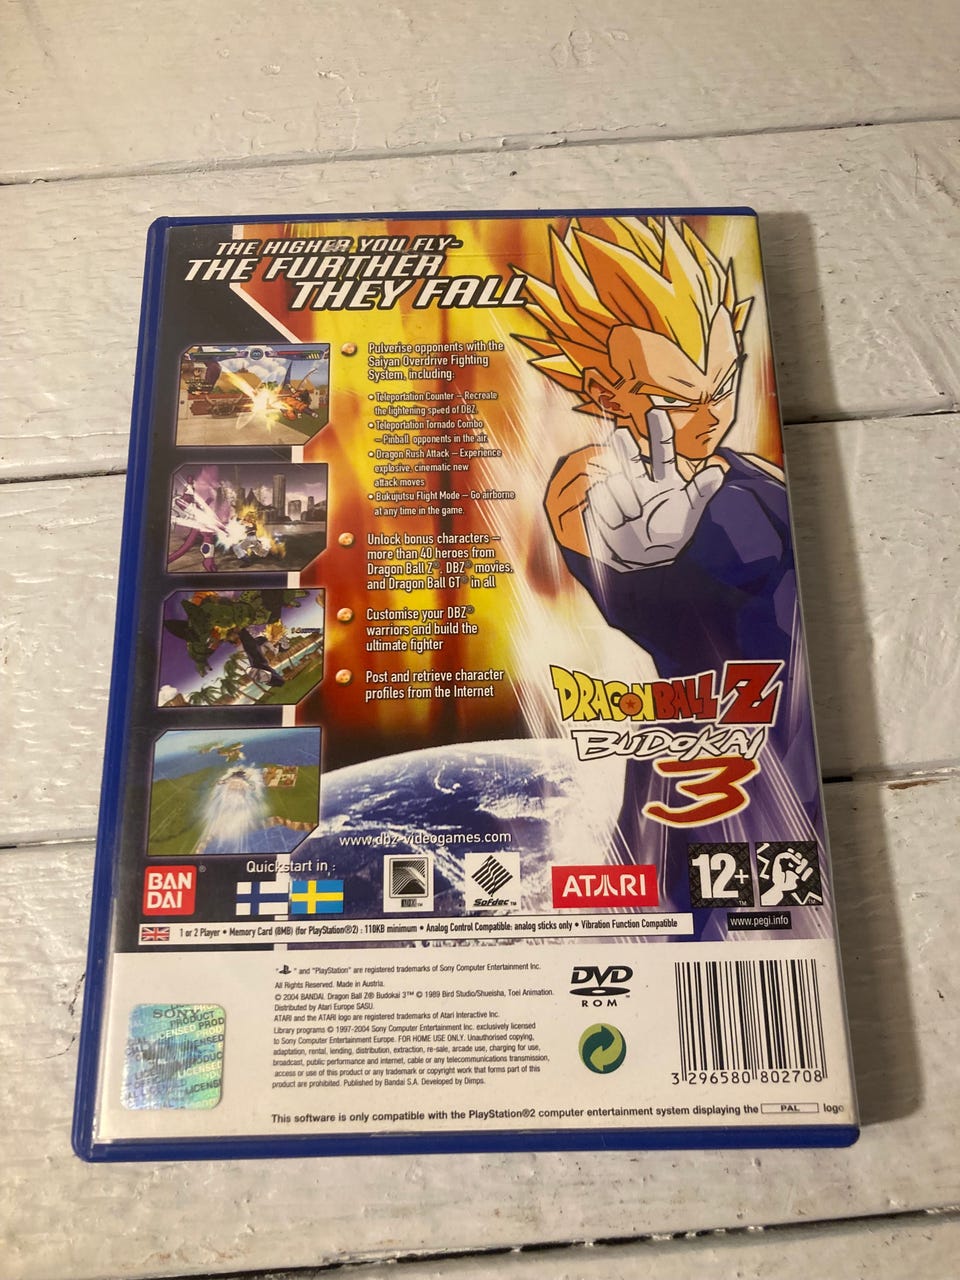 THE HIGHER YOU FLY-
THE FURTHER
THEY FALL
Pulverise opponents with the
Saiyan Overdrive Fighting
System, including:
• Teleportation Counter – Recreate
the lightening speed of DBZ.
• Teleportation Tornado Combo
– Pinball opponents in the air
• Dragon Rush Attack – Experience
explosive, cinematic new
attack moves
• Bukujutsu Flight Mode – Go airborne
at any time in the game.
Unlock bonus characters –
more than 40 heroes from
Dragon Ball Z®, DBZ® movies,
and Dragon Ball GT® in all
Customise your DBZ®
warriors and build the
ultimate fighter
Post and retrieve character
profiles from the Internet
DRAGON BALL Z
BUDOKAI
3
www.dbz-videogames.com
BAN
DAI
®
Quickstart in :
Sofdec™
ATARI
12+
www.pegi.info
1 or 2 Player • Memory Card (8MB) (for PlayStation®2) : 110KB minimum • Analog Control Compatible: analog sticks only • Vibration Function Compatible
" " and "PlayStation" are registered trademarks of Sony Computer Entertainment Inc.
All Rights Reserved. Made in Austria.
© 2004 BANDAI. Dragon Ball Z® Budokai 3™ © 1989 Bird Studio/Shueisha, Toei Animation.
Distributed by Atari Europe SASU.
ATARI and the ATARI logo are registered trademarks of Atari Interactive Inc.
Library programs © 1997-2004 Sony Computer Entertainment Inc. exclusively licensed
to Sony Computer Entertainment Europe. FOR HOME USE ONLY. Unauthorised copying,
adaptation, rental, lending, distribution, extraction, re-sale, arcade use, charging for use,
broadcast, public performance and internet, cable or any telecommunications transmission,
access or use of this product or any trademark or copyright work that forms part of this
product are prohibited. Published by Bandai S.A. Developed by Dimps.
DVD
ROM
3 296580 802708
SONY
This software is only compatible with the PlayStation®2 computer entertainment system displaying the PAL logo